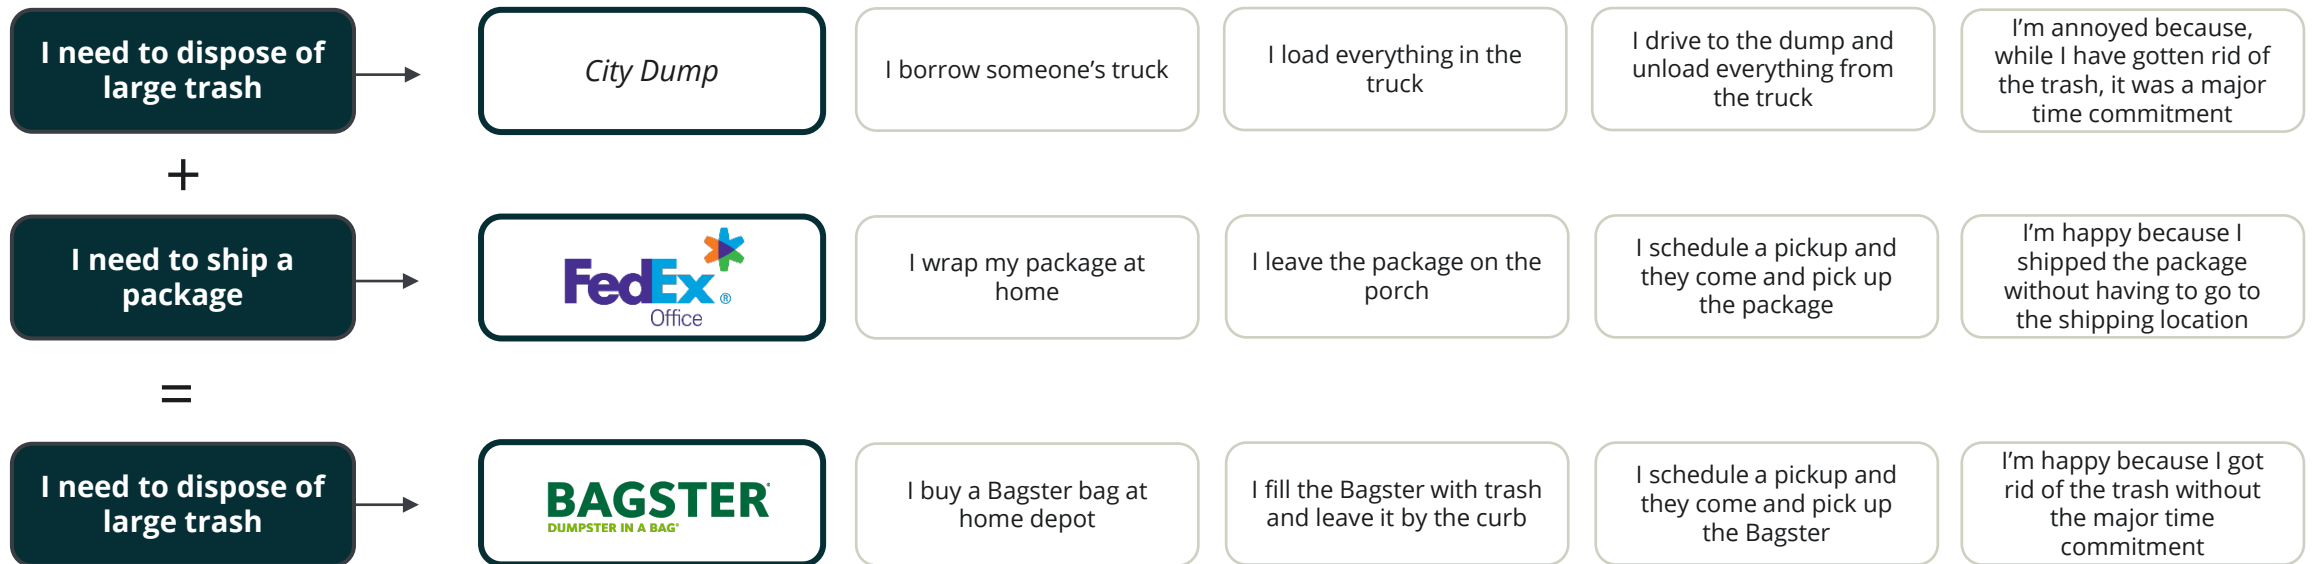 I need to dispose of
large trash
City Dump
I borrow someone’s truck
I load everything in the
truck
I drive to the dump and
unload everything from
the truck
I’m annoyed because,
while I have gotten rid of
the trash, it was a major
time commitment
+
I need to ship a
package
FedEx®
Office
I wrap my package at
home
I leave the package on the
porch
I schedule a pickup and
they come and pick up
the package
I’m happy because I
shipped the package
without having to go to
the shipping location
=
I need to dispose of
large trash
BAGSTER®
DUMPSTER IN A BAG®
I buy a Bagster bag at
home depot
I fill the Bagster with trash
and leave it by the curb
I schedule a pickup and
they come and pick up
the Bagster
I’m happy because I got
rid of the trash without
the major time
commitment